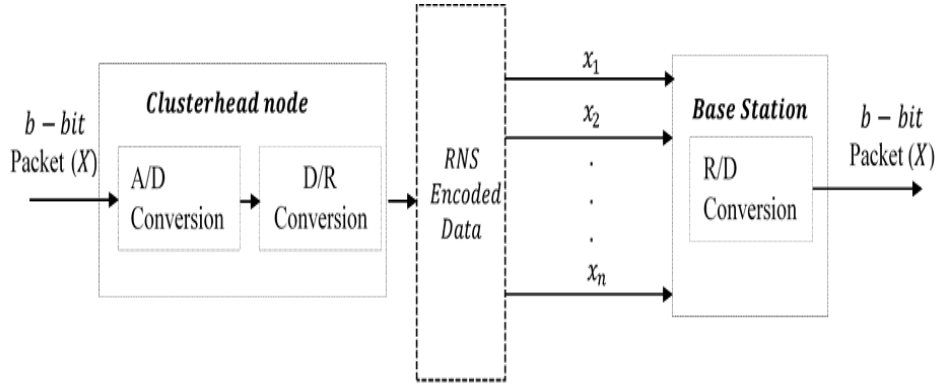 b − bit
Packet (X)
Clusterhead node
A/D
Conversion
D/R
Conversion
RNS
Encoded
Data
x₁
x₂
.
.
.
xₙ
Base Station
R/D
Conversion
b − bit
Packet (X)